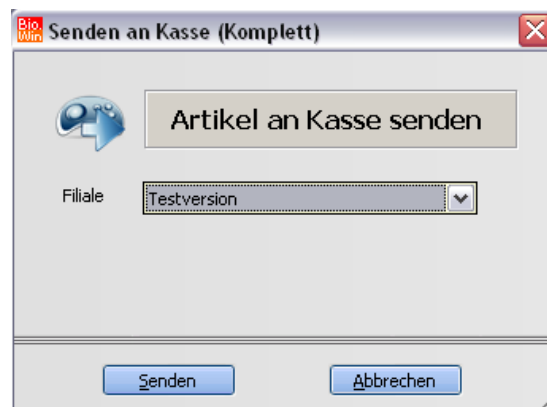 Bio. Win Senden an Kasse (Komplett)
Artikel an Kasse senden
Filiale Testversion
Senden Abbrechen